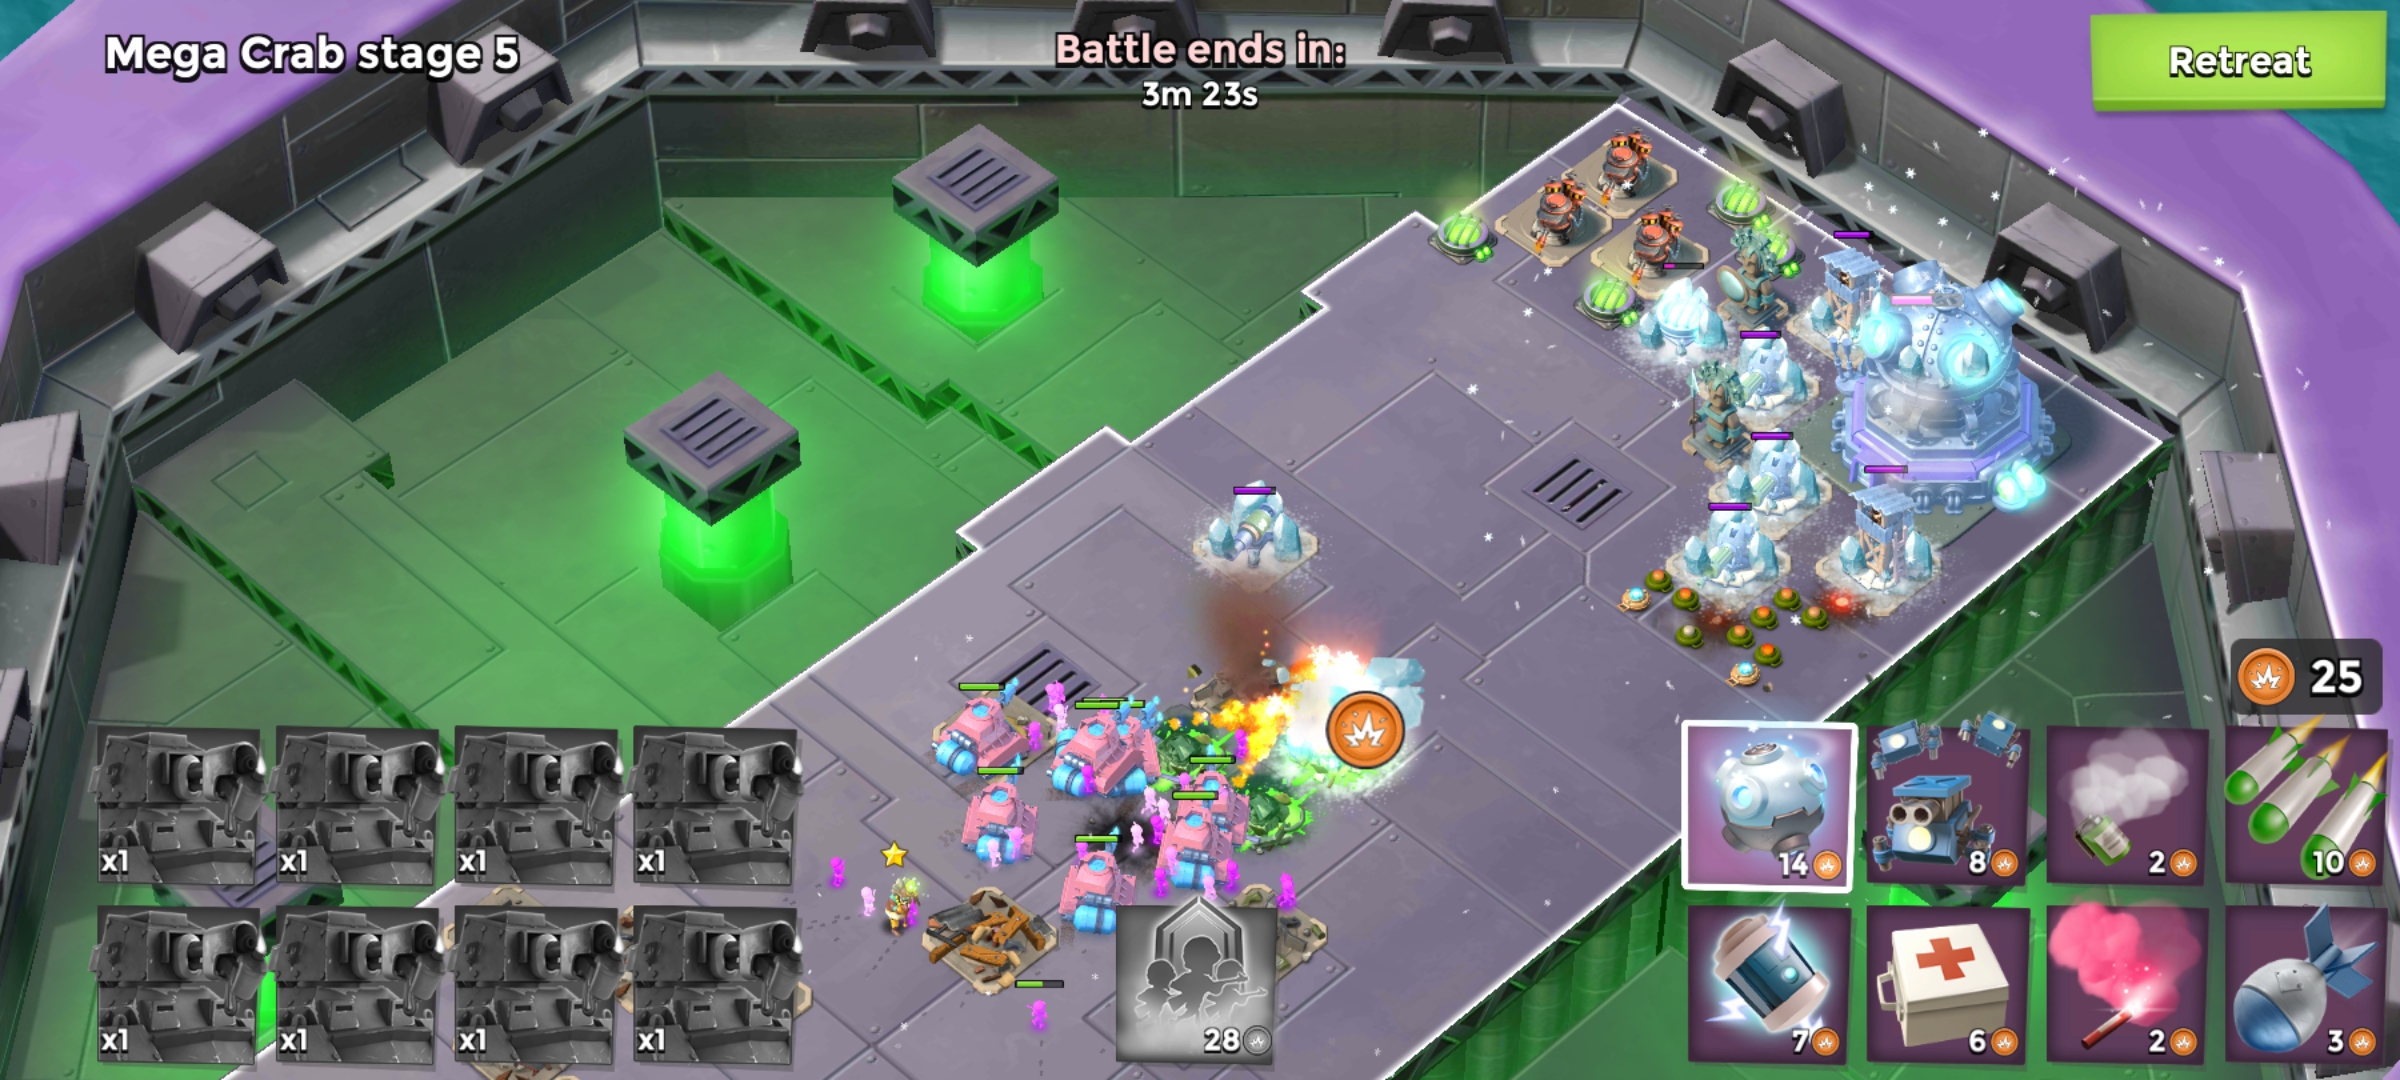 Mega Crab stage 5
Battle ends in:
3m 23s
Retreat
25
x1
x1
x1
x1
14
8
2
10
x1
x1
x1
x1
28
7
6
2
3